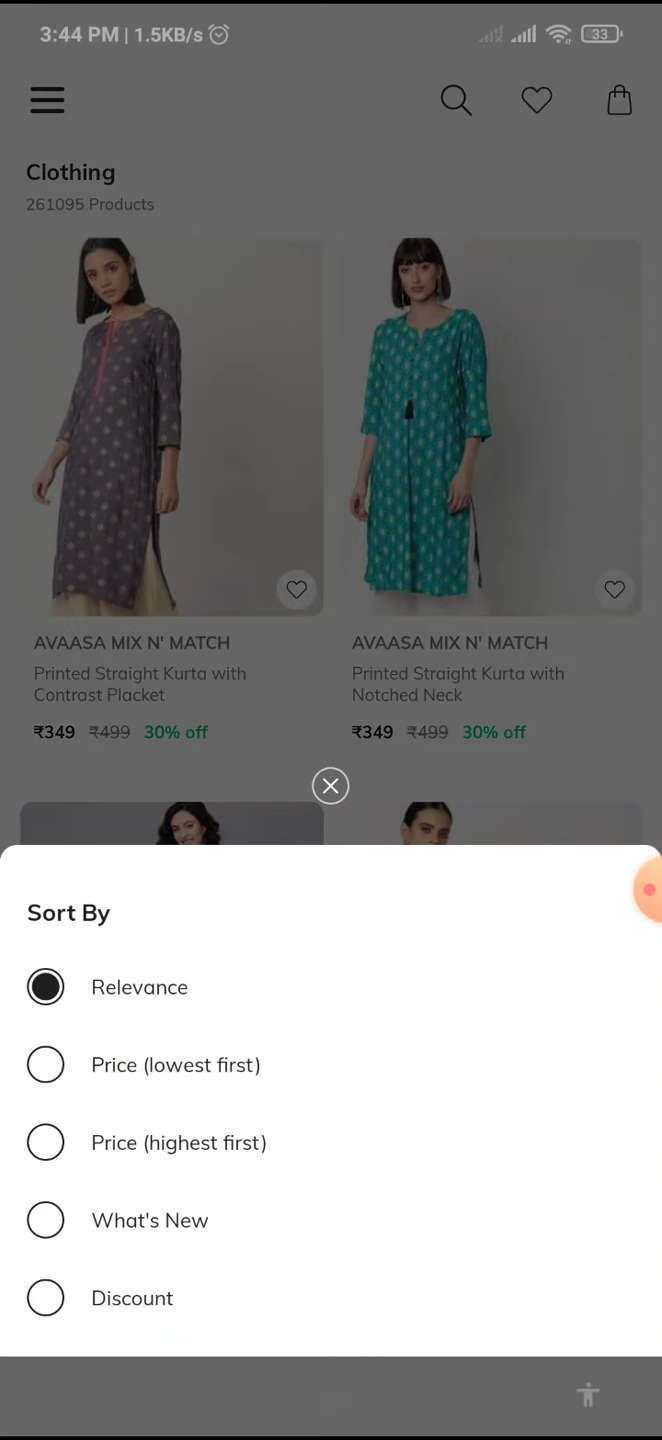 3:44 PM | 1.5KB/s
33
Clothing
261095 Products
AVAASA MIX N' MATCH
Printed Straight Kurta with
Contrast Placket
₹349 ₹499 30% off
AVAASA MIX N' MATCH
Printed Straight Kurta with
Notched Neck
₹349 ₹499 30% off
Sort By
Relevance
Price (lowest first)
Price (highest first)
What's New
Discount